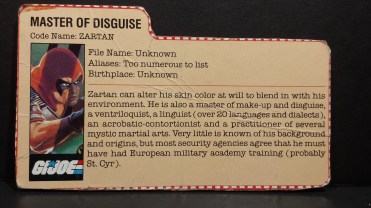 MASTER OF DISGUISE
Code Name: ZARTAN
File Name: Unknown
Aliases: Too numerous to list
Birthplace: Unknown
Zartan can alter his skin color at will to blend in with his
environment. He is also a master of make-up and disguise,
a ventriloquist, a linguist (over 20 languages and dialects),
an acrobatic-contortionist and a practitioner of several
mystic martial arts. Very little is known of his background
and origins, but most security agencies agree that he must
have had European military academy training (probably
St. Cyr).
GI JOE